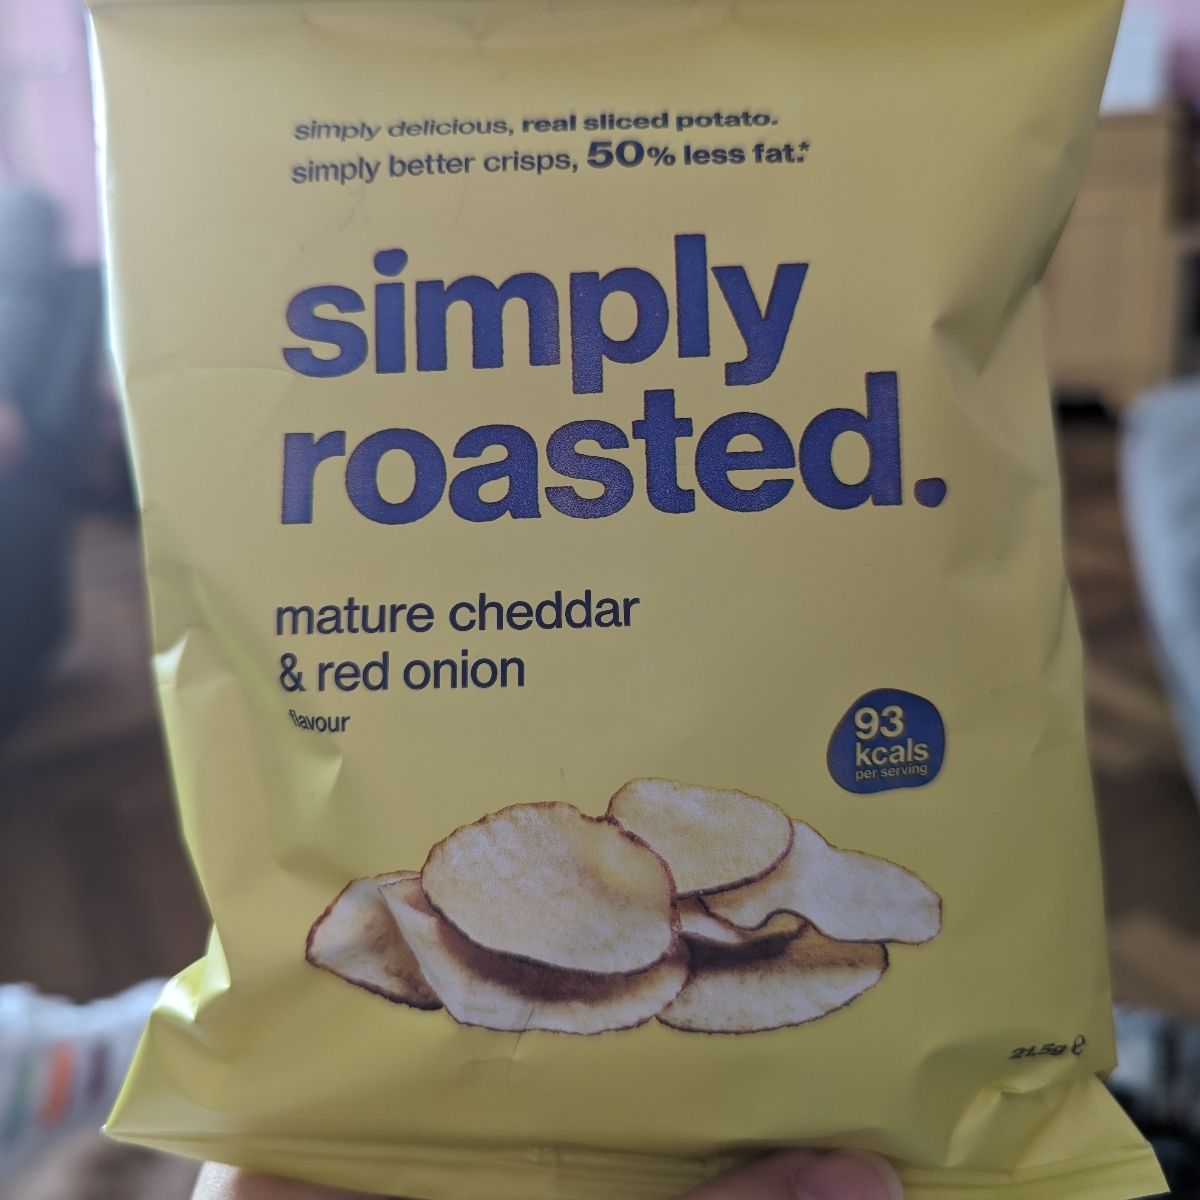 simply delicious, real sliced potato.
simply better crisps, 50% less fat.*
simply
roasted.
mature cheddar
& red onion
flavour
93
kcals
per serving
21.5g ℮